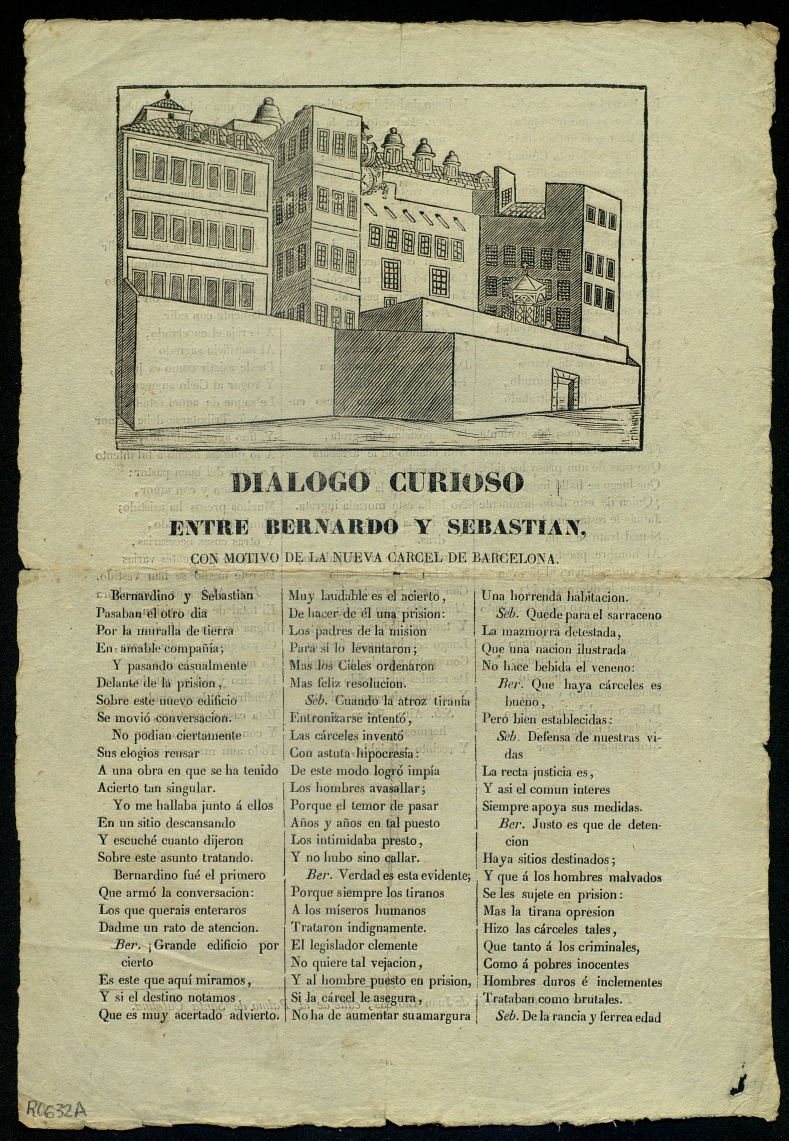 DIALOGO CURIOSO
ENTRE BERNARDO Y SEBASTIAN,
CON MOTIVO DE LA NUEVA CARCEL DE BARCELONA.
Bernardino y Sebastian
Pasaban el otro dia
Por la muralla de tierra
En amable compañía;
Y pasando casualmente
Delante de la prision,
Sobre este nuevo edificio
Se movió conversacion.
No podian ciertamente
Sus elogios reusar
A una obra en que se ha tenido
Acierto tan singular.
Yo me hallaba junto á ellos
En un sitio descansando
Y escuché cuanto dijeron
Sobre este asunto tratando.
Bernardino fué el primero
Que armó la conversacion:
Los que querais enteraros
Dadme un rato de atencion.
Ber. ¡Grande edificio por
cierto
Es este que aquí miramos,
Y si el destino notamos
Que es muy acertado advierto.
Muy laudable es el acierto,
De hacer de él una prision:
Los padres de la mision
Para sí lo levantaron;
Mas los Cielos ordenaron
Mas feliz resolucion.
Seb. Cuando la atroz tiranía
Entronizarse intentó,
Las cárceles inventó
Con astuta hipocresía:
De este modo logró impía
Los hombres avasallar;
Porque el temor de pasar
Años y años en tal puesto
Los intimidaba presto,
Y no hubo sino callar.
Ber. Verdad es esta evidente;
Porque siempre los tiranos
A los míseros humanos
Trataron indignamente.
El legislador clemente
No quiere tal vejacion,
Y al hombre puesto en prision,
Si la cárcel le asegura,
No ha de aumentar su amargura
Una horrenda habitacion.
Seb. Quede para el sarraceno
La mazmorra detestada,
Que una nacion ilustrada
No hace bebida el veneno:
Ber. Que haya cárceles es
bueno,
Pero bien establecidas:
Seb. Defensa de nuestras vi-
das
La recta justicia es,
Y asi el comun interes
Siempre apoya sus medidas.
Ber. Justo es que de deten-
cion
Haya sitios destinados;
Y que á los hombres malvados
Se les sujete en prision:
Mas la tirana opresion
Hizo las cárceles tales,
Que tanto á los criminales,
Como á pobres inocentes
Hombres duros é inclementes
Trataban como brutales.
Seb. De la rancia y ferrea edad
R0632A